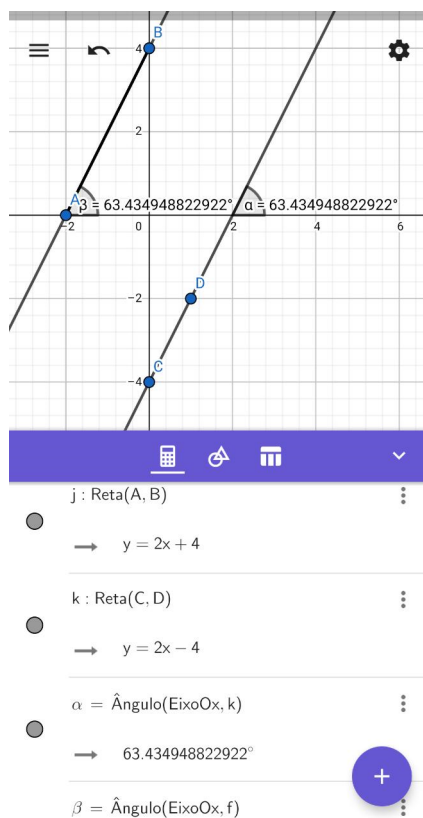 B
4
2
A
β = 63.434948822922°
α = 63.434948822922°
−2
0
2
4
6
D
−2
C
−4
j : Reta(A, B)
→ y = 2x + 4
k : Reta(C, D)
→ y = 2x − 4
α = Ângulo(EixoOx, k)
→ 63.434948822922°
+
β = Ângulo(EixoOx, f)